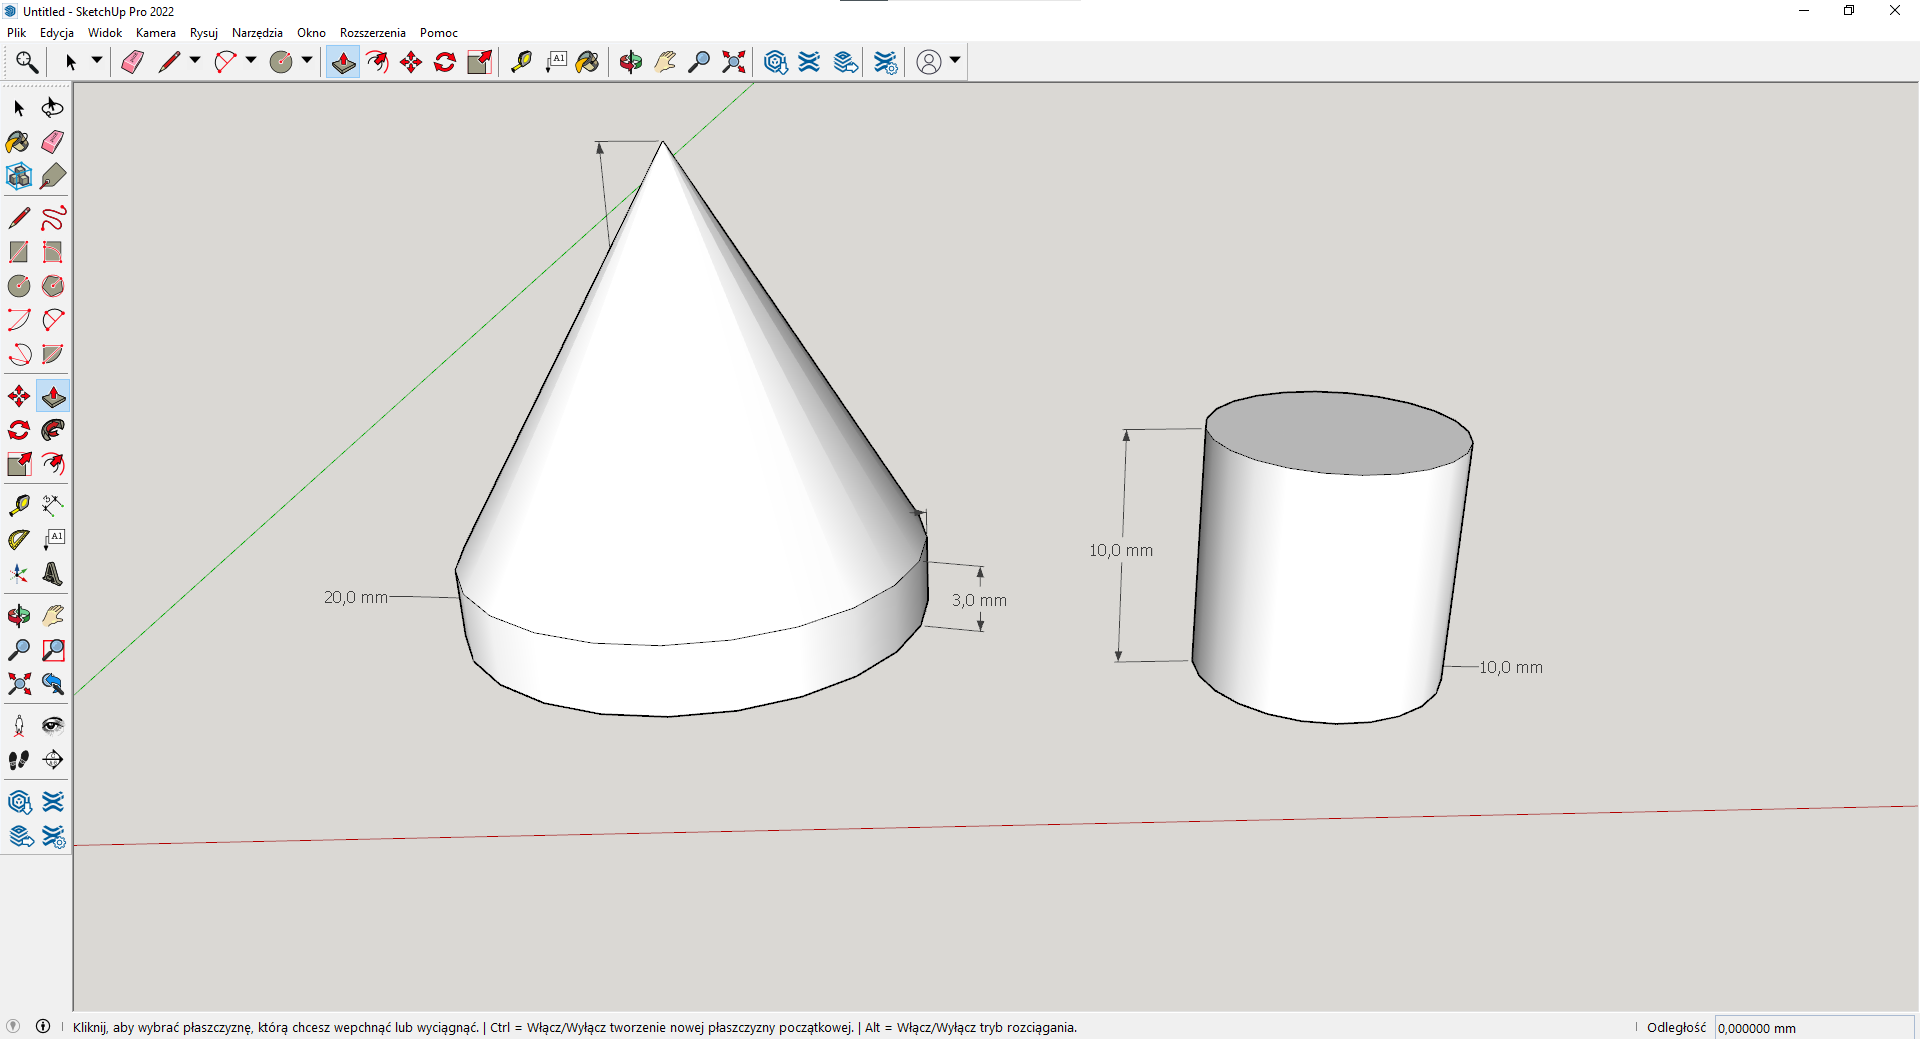 Untitled - SketchUp Pro 2022
Plik Edycja Widok Kamera Rysuj Narzędzia Okno Rozszerzenia Pomoc
A1
A1
20,0 mm
3,0 mm
10,0 mm
10,0 mm
Kliknij, aby wybrać płaszczyznę, którą chcesz wepchnąć lub wyciągnąć. | Ctrl = Włącz/Wyłącz tworzenie nowej płaszczyzny początkowej. | Alt = Włącz/Wyłącz tryb rozciągania.
Odległość 0,000000 mm